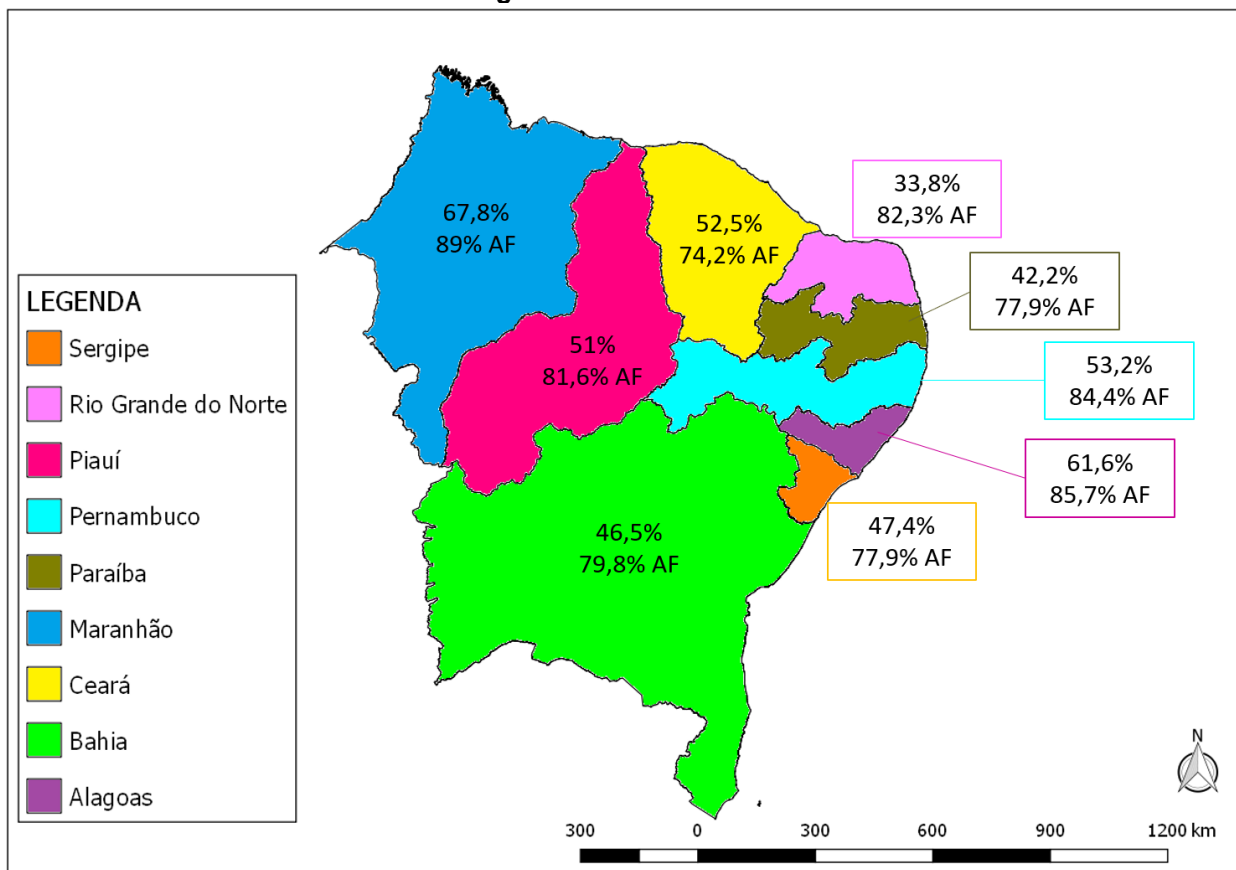 67,8%
89% AF
52,5%
74,2% AF
33,8%
82,3% AF
42,2%
77,9% AF
51%
81,6% AF
53,2%
84,4% AF
61,6%
85,7% AF
46,5%
79,8% AF
47,4%
77,9% AF
LEGENDA
Sergipe
Rio Grande do Norte
Piauí
Pernambuco
Paraíba
Maranhão
Ceará
Bahia
Alagoas
N
300 0 300 600 900 1200 km